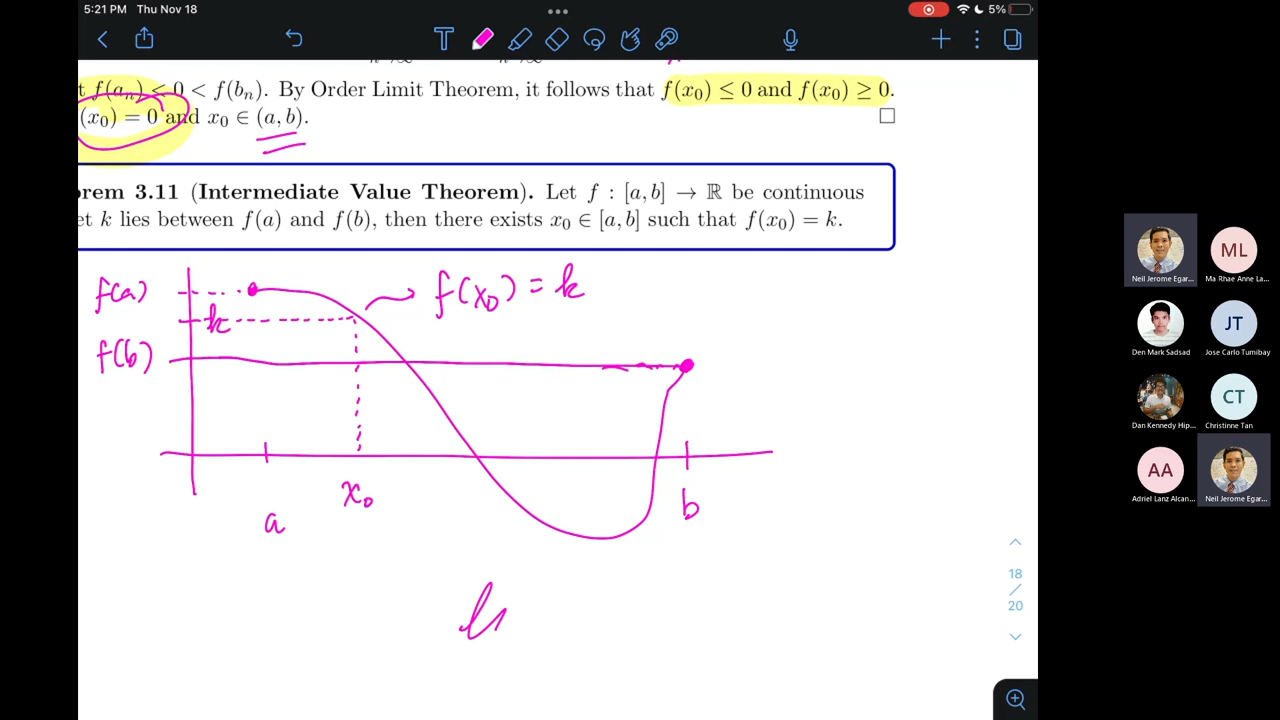 5:21 PM Thu Nov 18
5%
t f(aₙ) ≤ 0 < f(bₙ). By Order Limit Theorem, it follows that f(x₀) ≤ 0 and f(x₀) ≥ 0.
(x₀) = 0 and x₀ ∈ (a, b). □
orem 3.11 (Intermediate Value Theorem). Let f : [a, b] → ℝ be continuous
et k lies between f(a) and f(b), then there exists x₀ ∈ [a, b] such that f(x₀) = k.
f(a)
f(x₀) = k
k
f(b)
x₀
a
b
18
/
20
Neil Jerome Egar...
ML
Ma Rhae Anne La...
Den Mark Sadsad
JT
Jose Carlo Tumibay
Dan Kennedy Hip...
CT
Christinne Tan
AA
Adriel Lanz Alcan...
Neil Jerome Egar...